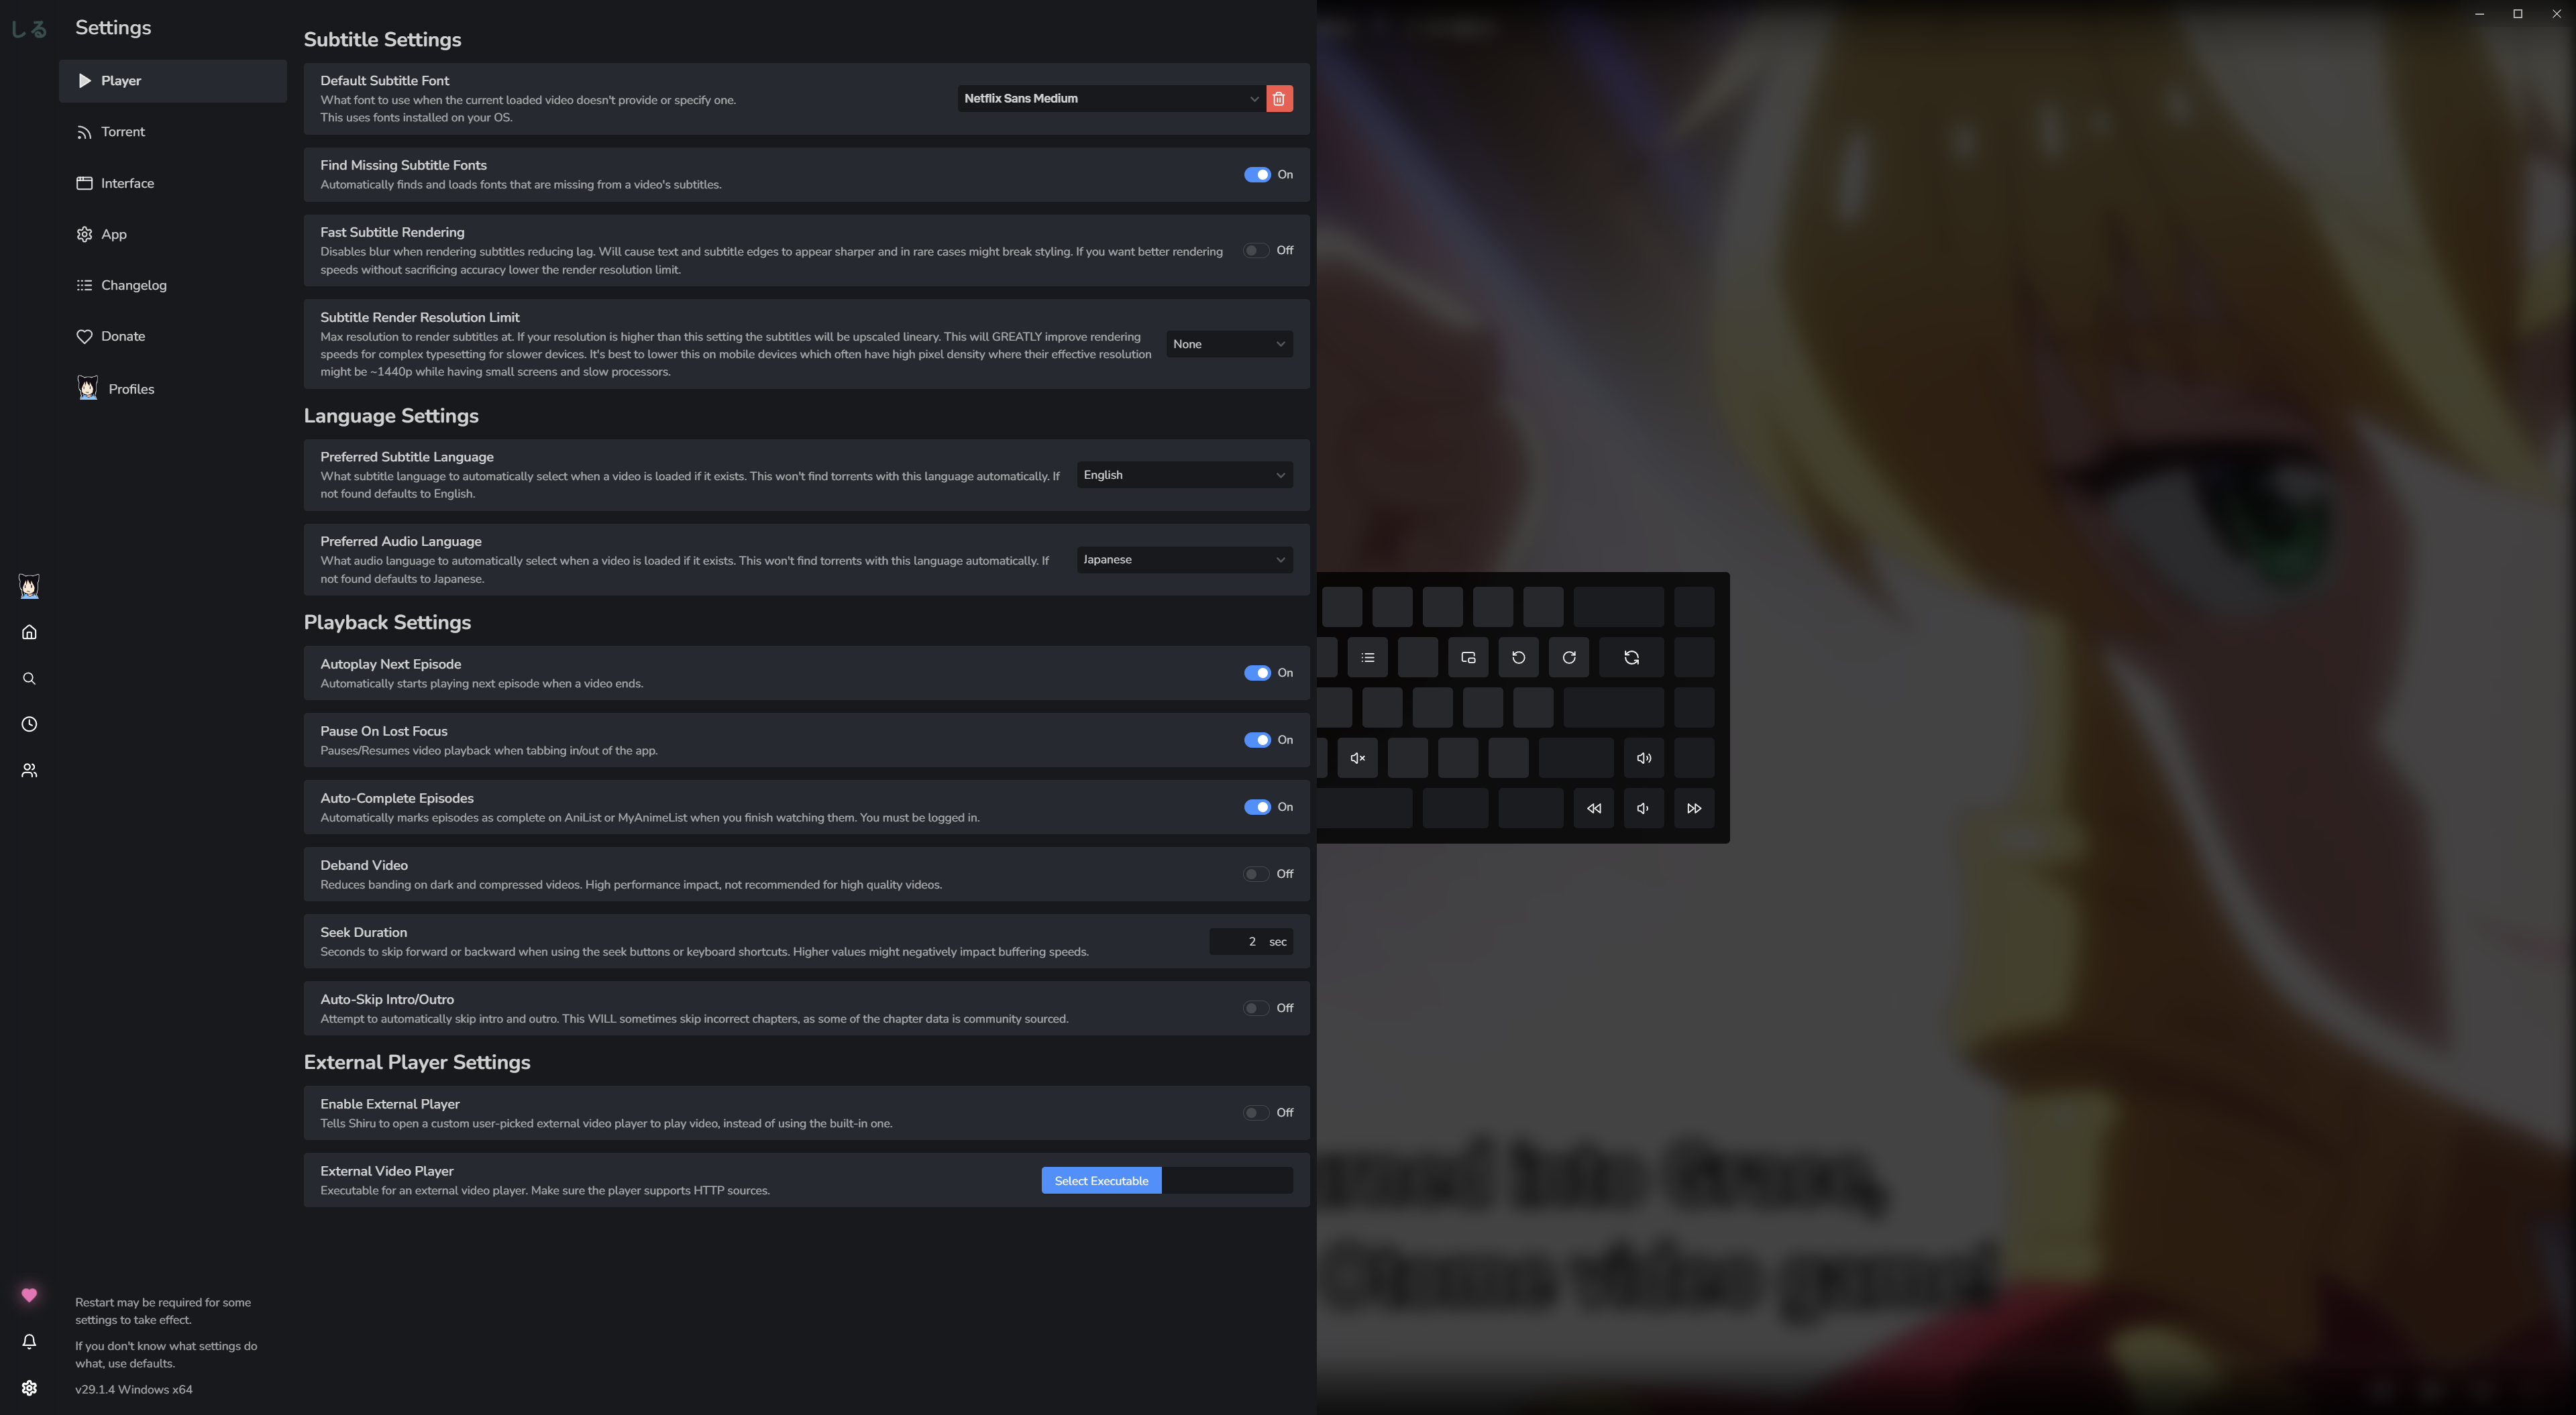 しる
Settings
Player
Torrent
Interface
App
Changelog
Donate
Profiles
Restart may be required for some
settings to take effect.
If you don't know what settings do
what, use defaults.
v29.1.4 Windows x64
Subtitle Settings
Default Subtitle Font
What font to use when the current loaded video doesn't provide or specify one.
This uses fonts installed on your OS.
Netflix Sans Medium
Find Missing Subtitle Fonts
Automatically finds and loads fonts that are missing from a video's subtitles.
On
Fast Subtitle Rendering
Disables blur when rendering subtitles reducing lag. Will cause text and subtitle edges to appear sharper and in rare cases might break styling. If you want better rendering
speeds without sacrificing accuracy lower the render resolution limit.
Off
Subtitle Render Resolution Limit
Max resolution to render subtitles at. If your resolution is higher than this setting the subtitles will be upscaled lineary. This will GREATLY improve rendering
speeds for complex typesetting for slower devices. It's best to lower this on mobile devices which often have high pixel density where their effective resolution
might be ~1440p while having small screens and slow processors.
None
Language Settings
Preferred Subtitle Language
What subtitle language to automatically select when a video is loaded if it exists. This won't find torrents with this language automatically. If
not found defaults to English.
English
Preferred Audio Language
What audio language to automatically select when a video is loaded if it exists. This won't find torrents with this language automatically. If
not found defaults to Japanese.
Japanese
Playback Settings
Autoplay Next Episode
Automatically starts playing next episode when a video ends.
On
Pause On Lost Focus
Pauses/Resumes video playback when tabbing in/out of the app.
On
Auto-Complete Episodes
Automatically marks episodes as complete on AniList or MyAnimeList when you finish watching them. You must be logged in.
On
Deband Video
Reduces banding on dark and compressed videos. High performance impact, not recommended for high quality videos.
Off
Seek Duration
Seconds to skip forward or backward when using the seek buttons or keyboard shortcuts. Higher values might negatively impact buffering speeds.
2 sec
Auto-Skip Intro/Outro
Attempt to automatically skip intro and outro. This WILL sometimes skip incorrect chapters, as some of the chapter data is community sourced.
Off
External Player Settings
Enable External Player
Tells Shiru to open a custom user-picked external video player to play video, instead of using the built-in one.
Off
External Video Player
Executable for an external video player. Make sure the player supports HTTP sources.
Select Executable
into
video game!